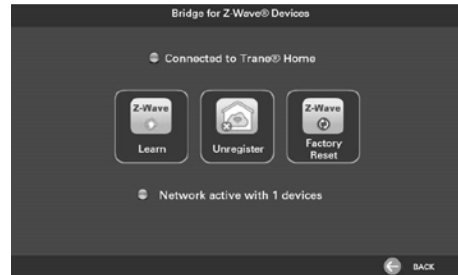 Bridge for Z-Wave® Devices
Connected to Trane® Home
Z-Wave
Learn
Unregister
Z-Wave
Factory
Reset
Network active with 1 devices
BACK